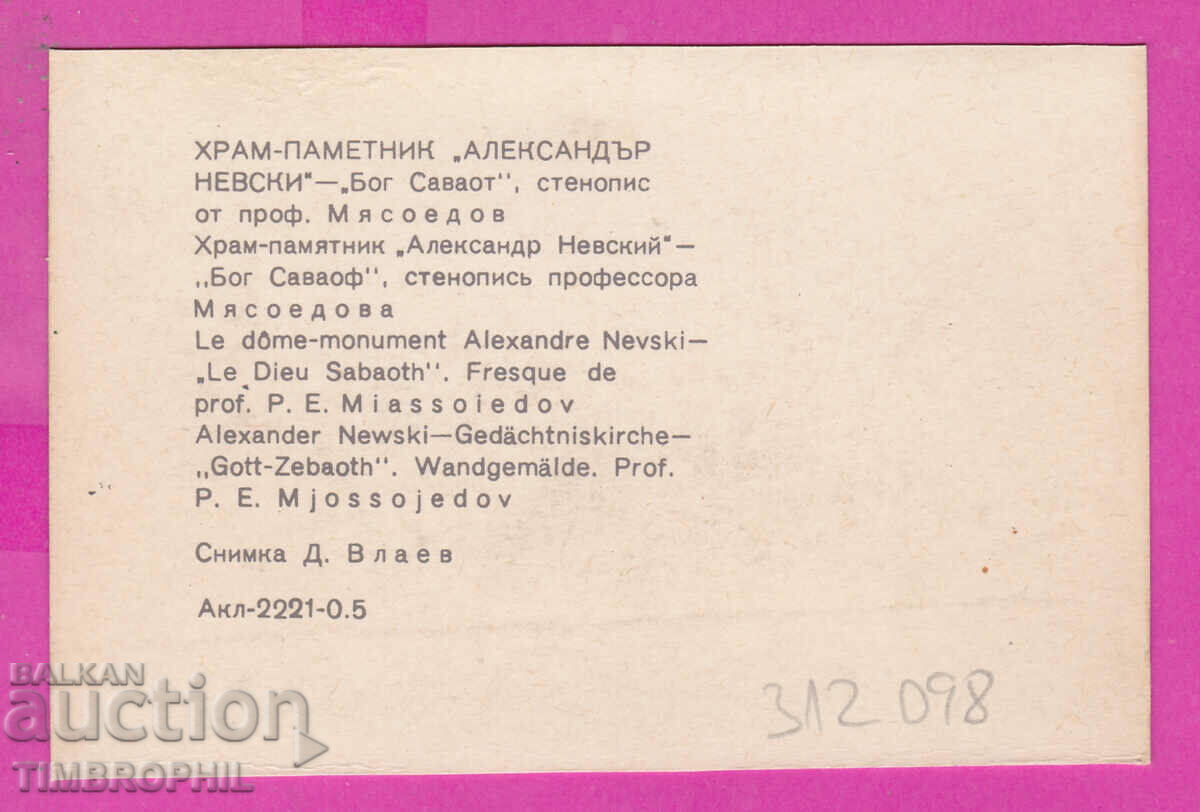 ХРАМ-ПАМЕТНИК „АЛЕКСАНДЪР
НЕВСКИ"—„Бог Саваот'', стенопис
от проф. Мясоедов
Храм-памятник „Александр Невский"—
,,Бог Саваоф'', стенопись профессора
Мясоедова
Le dôme-monument Alexandre Nevski—
„Le Dieu Sabaoth''. Fresque de
prof. P. E. Miassoiedov
Alexander Newski—Gedächtniskirche—
,,Gott-Zebaoth''. Wandgemälde. Prof.
P. E. Mjossojedov
Снимка Д. Влаев
Акл-2221-0.5
312 098
BALKAN
auction
TIMBROPHIL